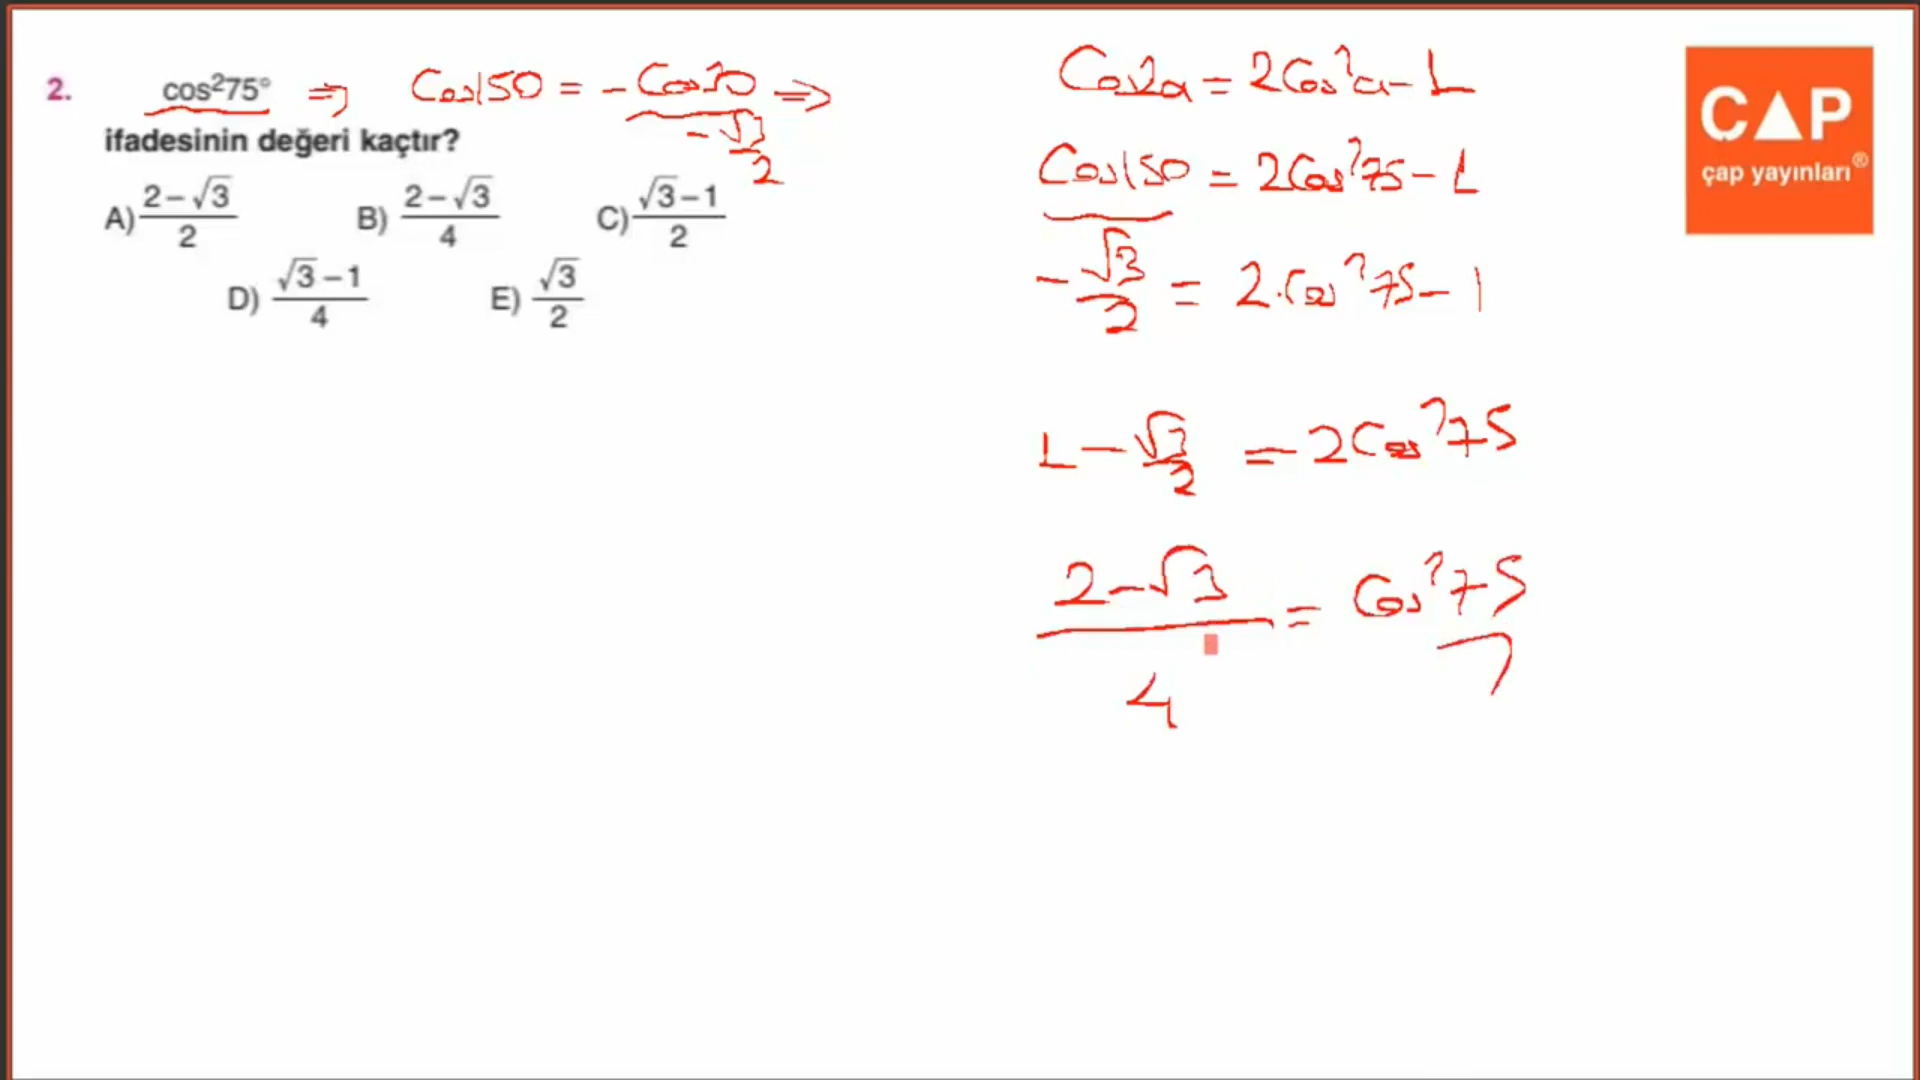 2. cos²75° ⇒ Cos150 = -Cos30 ⇒
-√3/2
ifadesinin değeri kaçtır?
A) 2-√3/2 B) 2-√3/4 C) √3-1/2
D) √3-1/4 E) √3/2
Cos2a = 2Cos²a - 1
Cos150 = 2Cos²75 - 1
-√3/2 = 2.Cos²75 - 1
1 - √3/2 = 2Cos²75
2-√3/4 = Cos²75
ÇAP
çap yayınları®